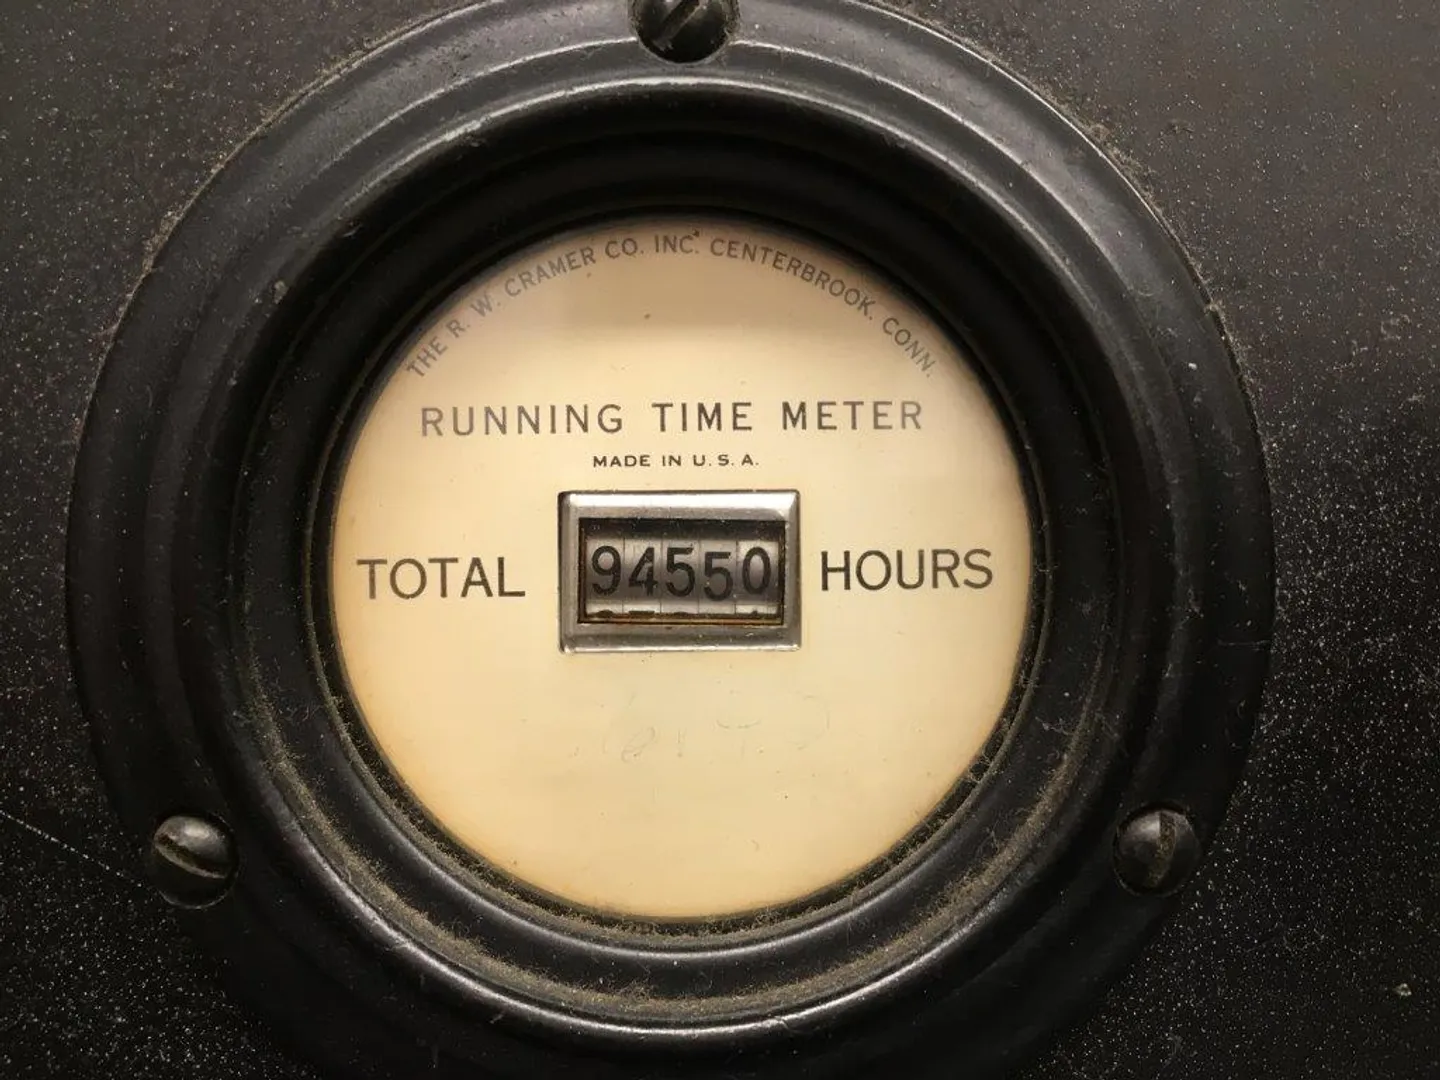 THE R. W. CRAMER CO. INC. CENTERBROOK, CONN.
RUNNING TIME METER
MADE IN U.S.A.
TOTAL 94550 HOURS